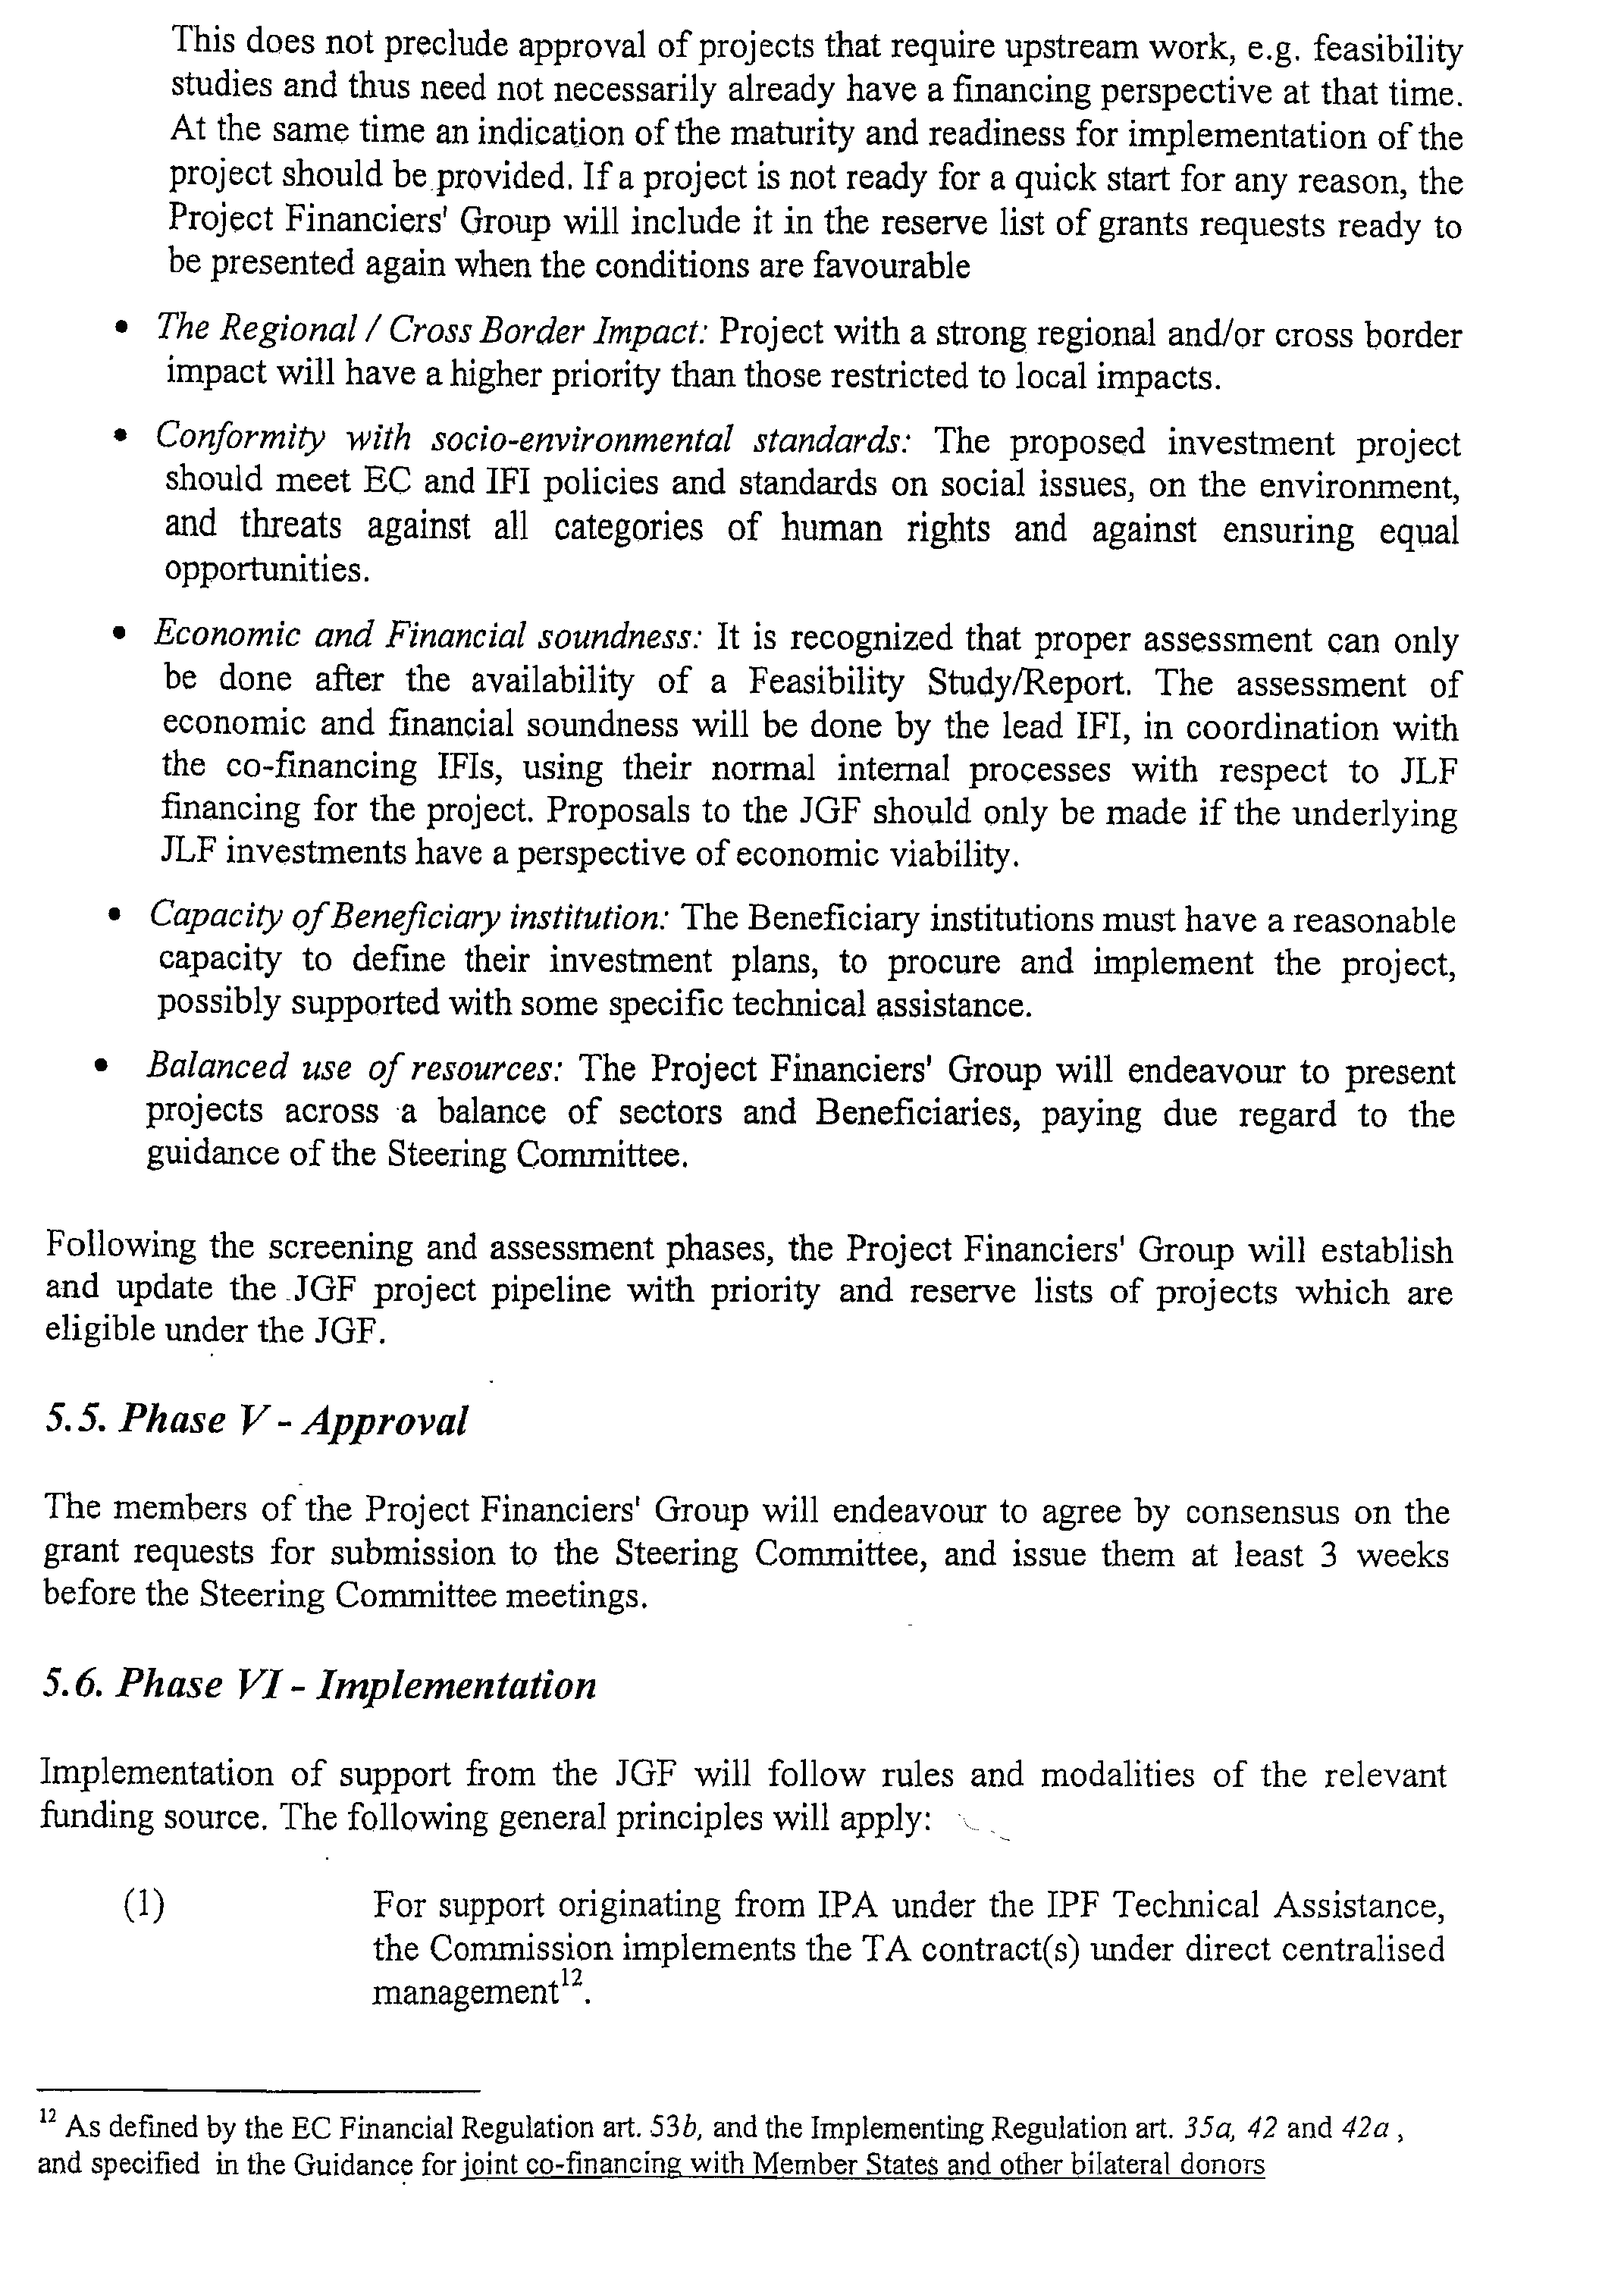 This does not preclude approval of projects that require upstream work, e.g. feasibility
studies and thus need not necessarily already have a financing perspective at that time.
At the same time an indication of the maturity and readiness for implementation of the
project should be provided. If a project is not ready for a quick start for any reason, the
Project Financiers' Group will include it in the reserve list of grants requests ready to
be presented again when the conditions are favourable
• The Regional / Cross Border Impact: Project with a strong regional and/or cross border
impact will have a higher priority than those restricted to local impacts.
• Conformity with socio-environmental standards: The proposed investment project
should meet EC and IFI policies and standards on social issues, on the environment,
and threats against all categories of human rights and against ensuring equal
opportunities.
• Economic and Financial soundness: It is recognized that proper assessment can only
be done after the availability of a Feasibility Study/Report. The assessment of
economic and financial soundness will be done by the lead IFI, in coordination with
the co-financing IFIs, using their normal internal processes with respect to JLF
financing for the project. Proposals to the JGF should only be made if the underlying
JLF investments have a perspective of economic viability.
• Capacity of Beneficiary institution: The Beneficiary institutions must have a reasonable
capacity to define their investment plans, to procure and implement the project,
possibly supported with some specific technical assistance.
• Balanced use of resources: The Project Financiers' Group will endeavour to present
projects across a balance of sectors and Beneficiaries, paying due regard to the
guidance of the Steering Committee.
Following the screening and assessment phases, the Project Financiers' Group will establish
and update the JGF project pipeline with priority and reserve lists of projects which are
eligible under the JGF.
5.5. Phase V - Approval
The members of the Project Financiers' Group will endeavour to agree by consensus on the
grant requests for submission to the Steering Committee, and issue them at least 3 weeks
before the Steering Committee meetings.
5.6. Phase VI - Implementation
Implementation of support from the JGF will follow rules and modalities of the relevant
funding source. The following general principles will apply:
(1) For support originating from IPA under the IPF Technical Assistance,
the Commission implements the TA contract(s) under direct centralised
management12.
12 As defined by the EC Financial Regulation art. 53b, and the Implementing Regulation art. 35a, 42 and 42a ,
and specified in the Guidance for joint co-financing with Member States and other bilateral donors